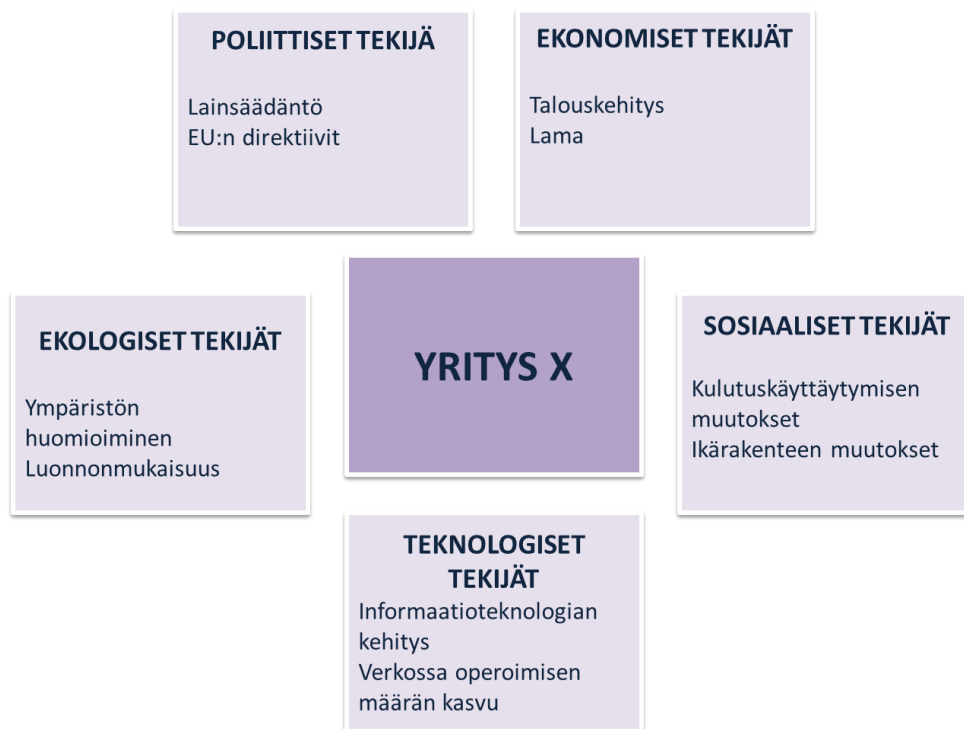 POLIITTISET TEKIJÄ
Lainsäädäntö
EU:n direktiivit
EKONOMISET TEKIJÄT
Talouskehitys
Lama
EKOLOGISET TEKIJÄT
Ympäristön
huomioiminen
Luonnonmukaisuus
YRITYS X
SOSIAALISET TEKIJÄT
Kulutuskäyttäytymisen
muutokset
Ikärakenteen muutokset
TEKNOLOGISET
TEKIJÄT
Informaatioteknologian
kehitys
Verkossa operoimisen
määrän kasvu